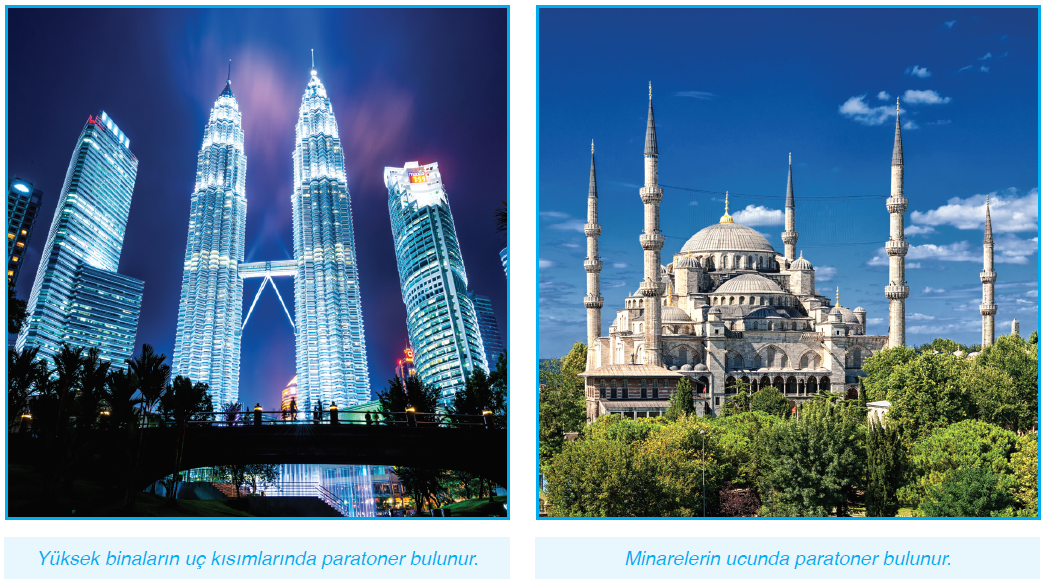 Yüksek binaların uç kısımlarında paratoner bulunur.
Minarelerin ucunda paratoner bulunur.